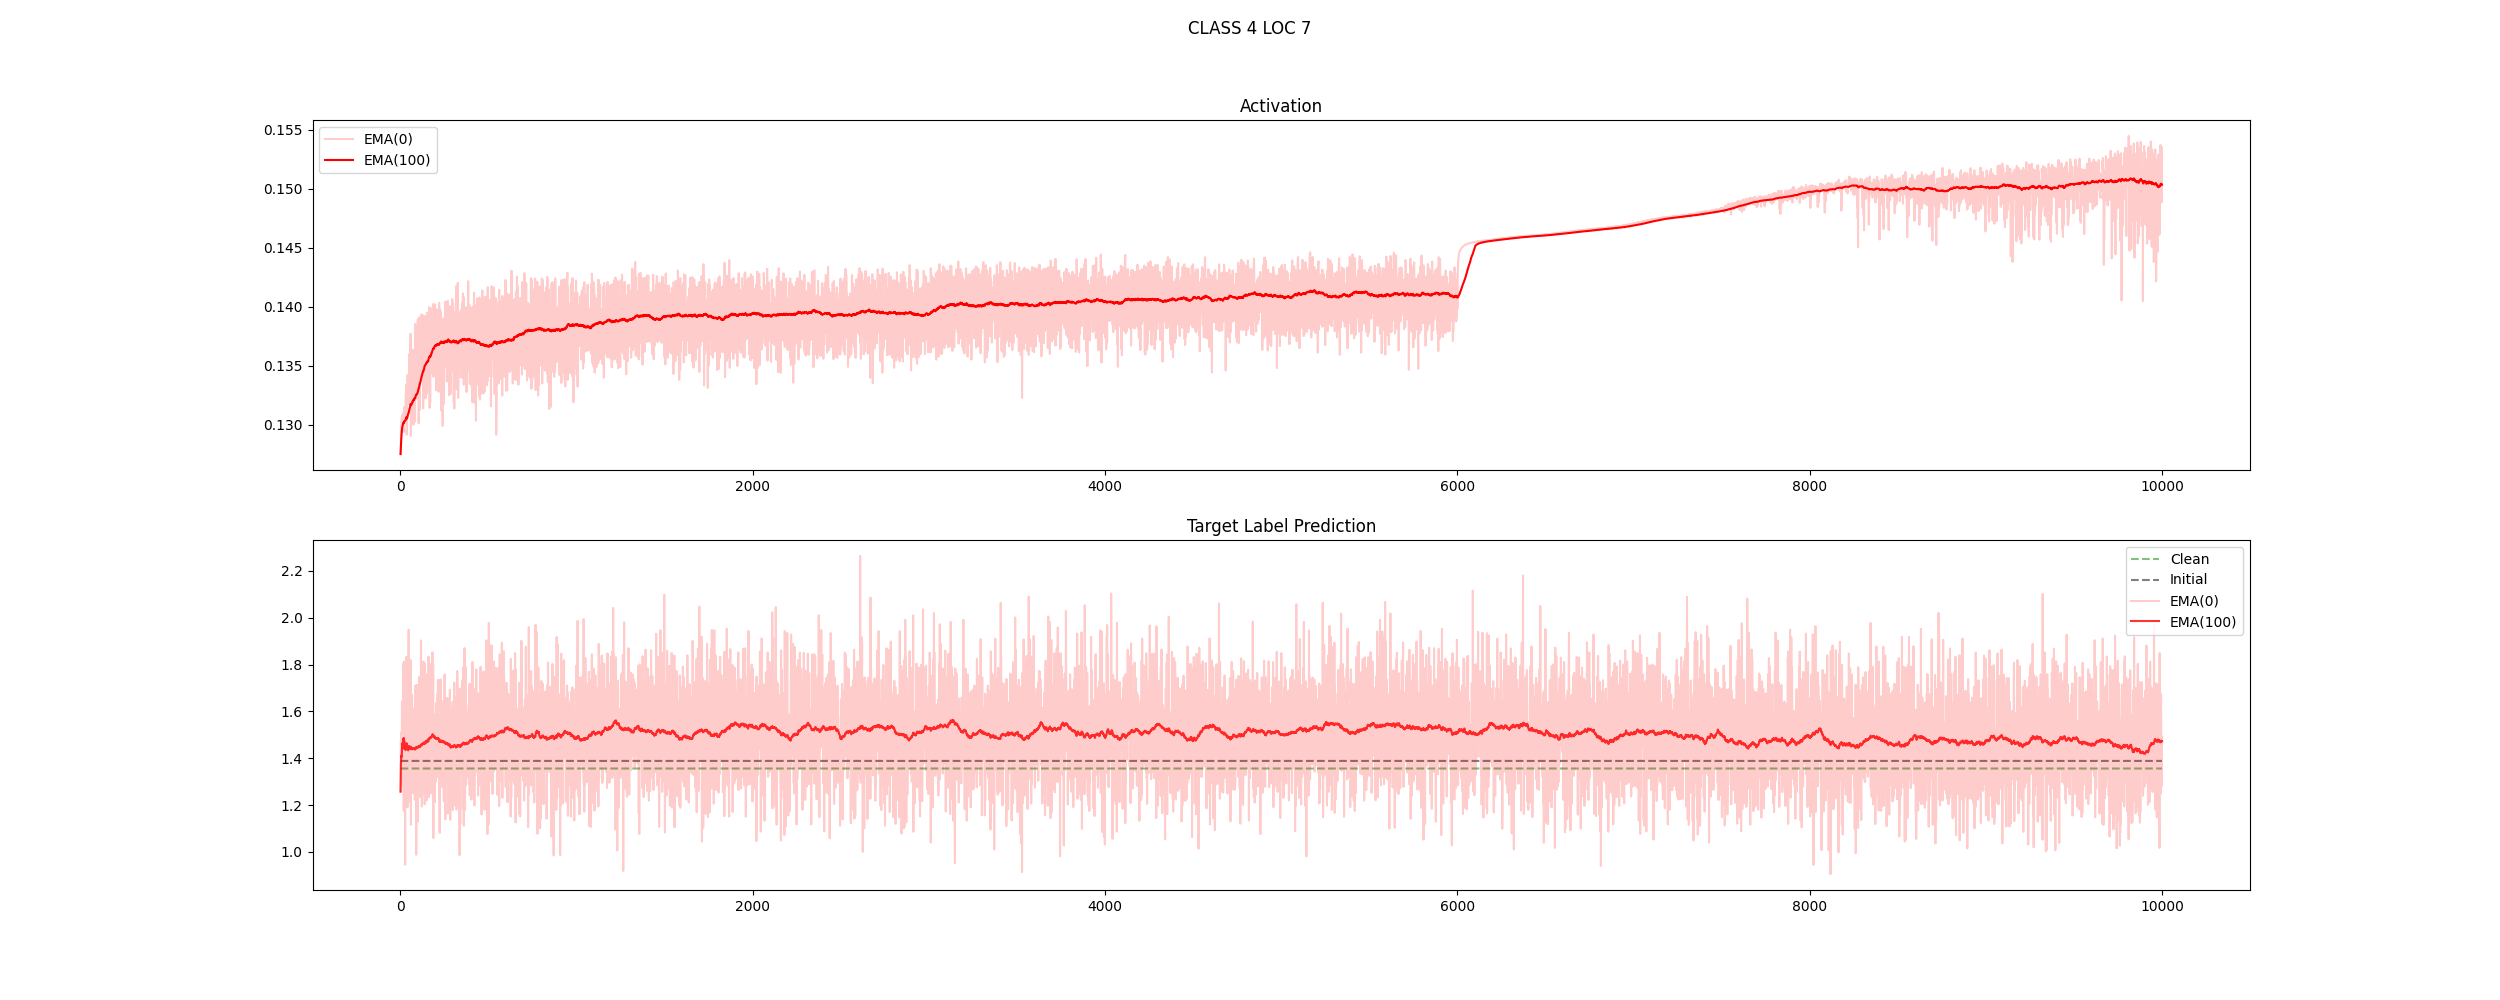 CLASS 4 LOC 7
Activation
EMA(0)
EMA(100)
0.155
0.150
0.145
0.140
0.135
0.130
0 2000 4000 6000 8000 10000
Target Label Prediction
Clean
Initial
EMA(0)
EMA(100)
2.2
2.0
1.8
1.6
1.4
1.2
1.0
0 2000 4000 6000 8000 10000